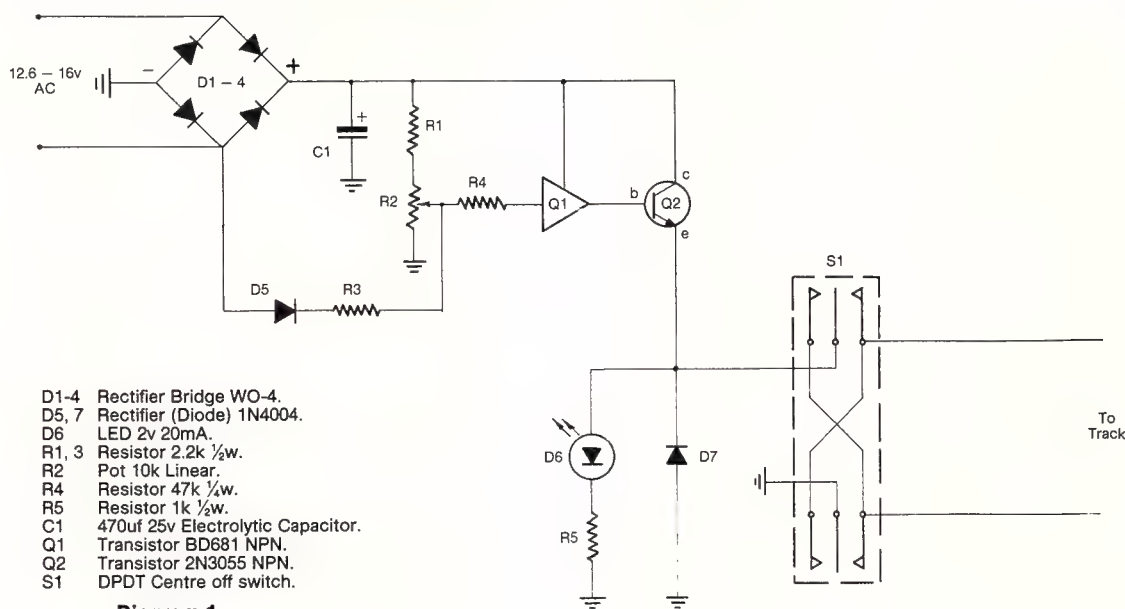 12.6 – 16v
AC
–
D1 – 4
+
+
C1
R1
R2
R4
Q1
b
c
Q2
e
D5
R3
S1
D6
D7
R5
To
Track
D1-4 Rectifier Bridge WO-4.
D5, 7 Rectifier (Diode) 1N4004.
D6 LED 2v 20mA.
R1, 3 Resistor 2.2k ½w.
R2 Pot 10k Linear.
R4 Resistor 47k ¼w.
R5 Resistor 1k ½w.
C1 470uf 25v Electrolytic Capacitor.
Q1 Transistor BD681 NPN.
Q2 Transistor 2N3055 NPN.
S1 DPDT Centre off switch.